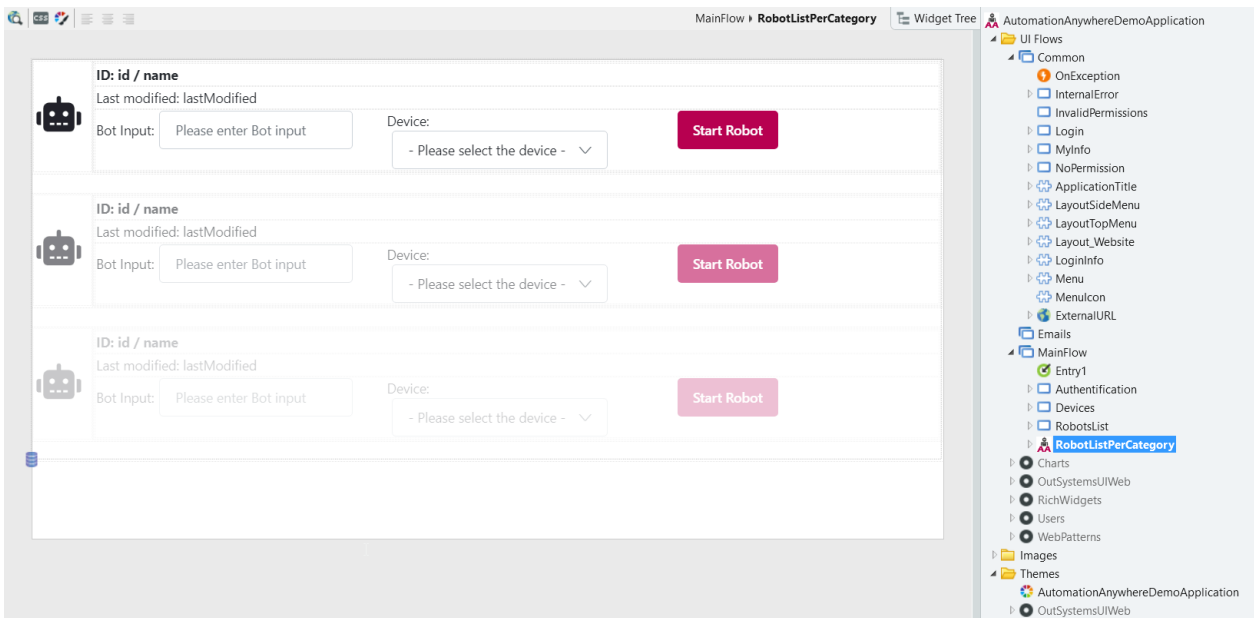 CSS
MainFlow RobotListPerCategory
Widget Tree
ID: id / name
Last modified: lastModified
Bot Input:
Please enter Bot input
Device:
- Please select the device -
Start Robot
ID: id / name
Last modified: lastModified
Bot Input:
Please enter Bot input
Device:
- Please select the device -
Start Robot
ID: id / name
Last modified: lastModified
Bot Input:
Please enter Bot input
Device:
- Please select the device -
Start Robot
AutomationAnywhereDemoApplication
UI Flows
Common
OnException
InternalError
InvalidPermissions
Login
MyInfo
NoPermission
ApplicationTitle
LayoutSideMenu
LayoutTopMenu
Layout_Website
LoginInfo
Menu
MenuIcon
ExternalURL
Emails
MainFlow
Entry1
Authentification
Devices
RobotsList
RobotListPerCategory
Charts
OutSystemsUIWeb
RichWidgets
Users
WebPatterns
Images
Themes
AutomationAnywhereDemoApplication
OutSystemsUIWeb